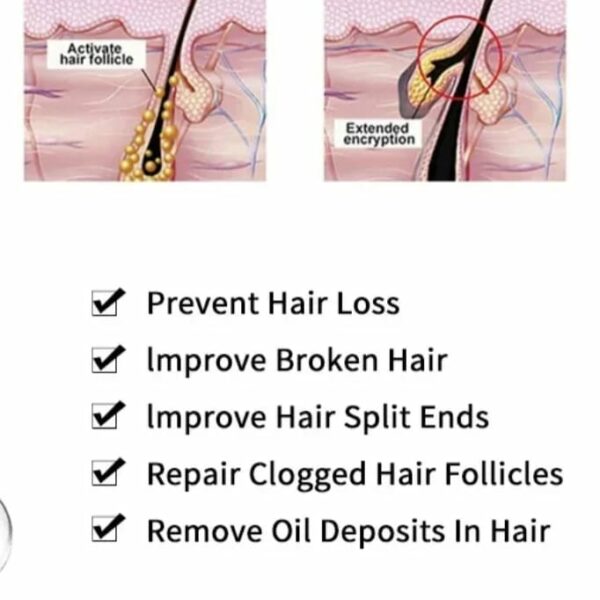 Activate
hair follicle
Extended
encryption
Prevent Hair Loss
lmprove Broken Hair
lmprove Hair Split Ends
Repair Clogged Hair Follicles
Remove Oil Deposits In Hair